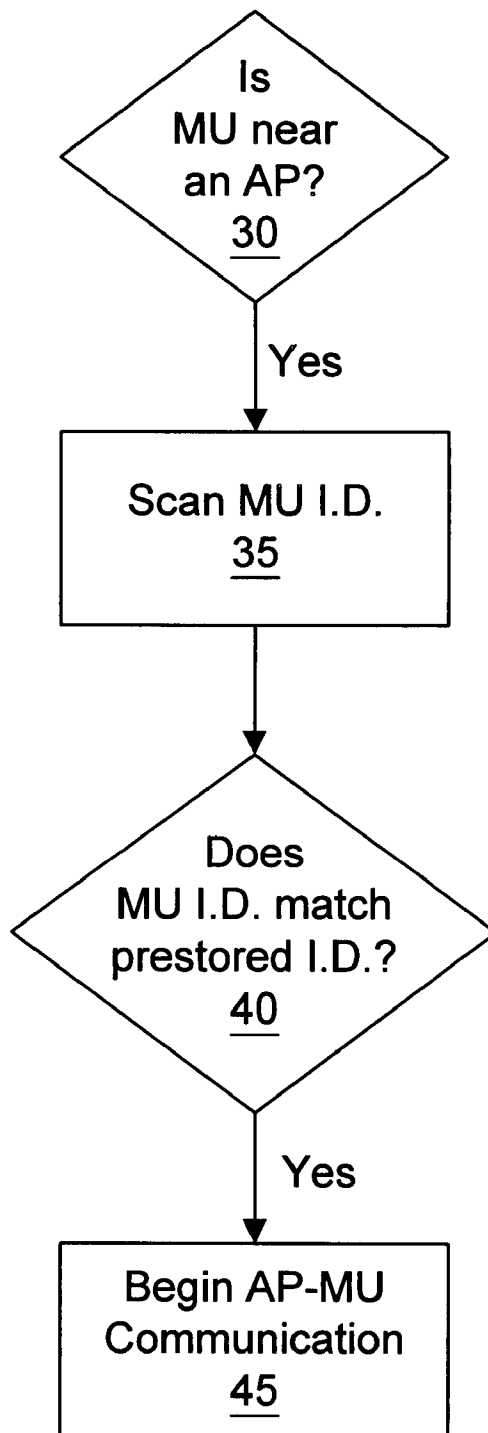 Is
MU near
an AP?
30
Yes
Scan MU I.D.
35
Does
MU I.D. match
prestored I.D.?
40
Yes
Begin AP-MU
Communication
45